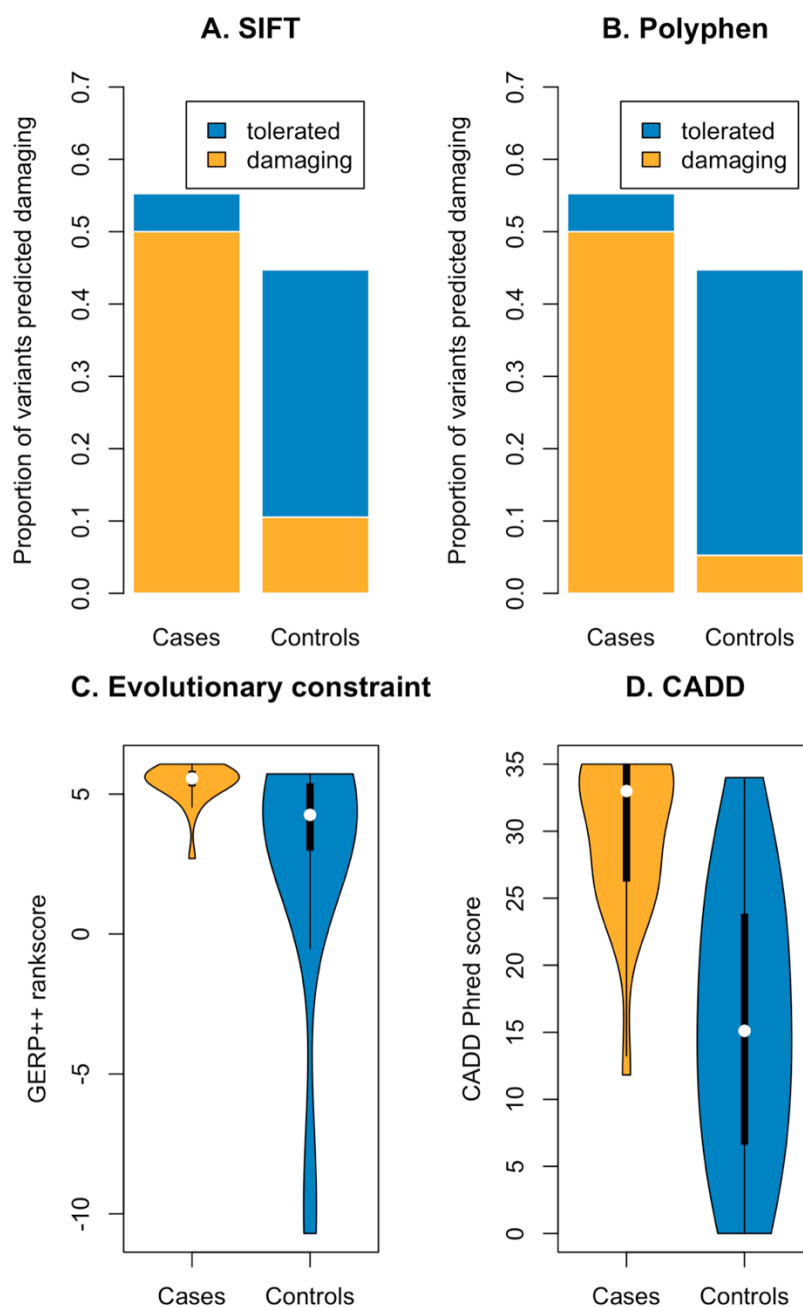 A. SIFT
Proportion of variants predicted damaging
0.7
0.6
0.5
0.4
0.3
0.2
0.1
0.0
tolerated
damaging
Cases Controls
B. Polyphen
Proportion of variants predicted damaging
0.7
0.6
0.5
0.4
0.3
0.2
0.1
0.0
tolerated
damaging
Cases Controls
C. Evolutionary constraint
GERP++ rankscore
5
0
-5
-10
Cases Controls
D. CADD
CADD Phred score
35
30
25
20
15
10
5
0
Cases Controls